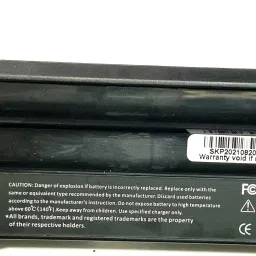 SKP20210820
Warranty void if
CAUTION: Danger of explosion if battery is incorrectly replaced. Replace only with the same
or equivalent type recommended by the manufacturer. Discard used batteries
according to the manufacturer's instruction. Do not expose battery to high temperature
above 60℃ (140℉).Keep away from children. Use specified charger only.
*All brands, trademark and registered trademark are the property
of their respective holders.
FC
CE